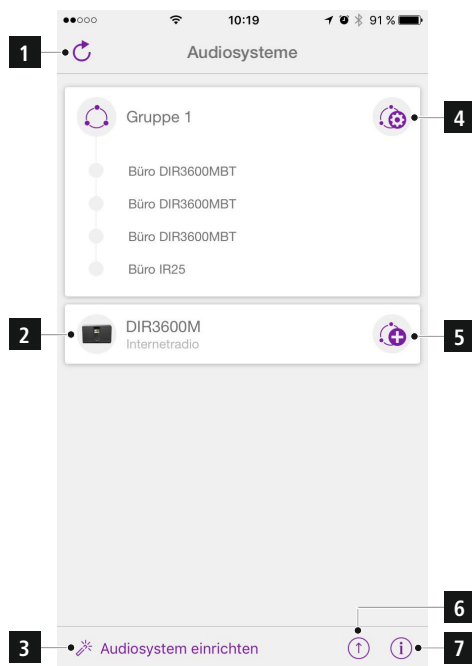 10:19
91 %
1
Audiosysteme
Gruppe 1
4
Büro DIR3600MBT
Büro DIR3600MBT
Büro DIR3600MBT
Büro IR25
2
DIR3600M
Internetradio
5
6
3
Audiosystem einrichten
i
7